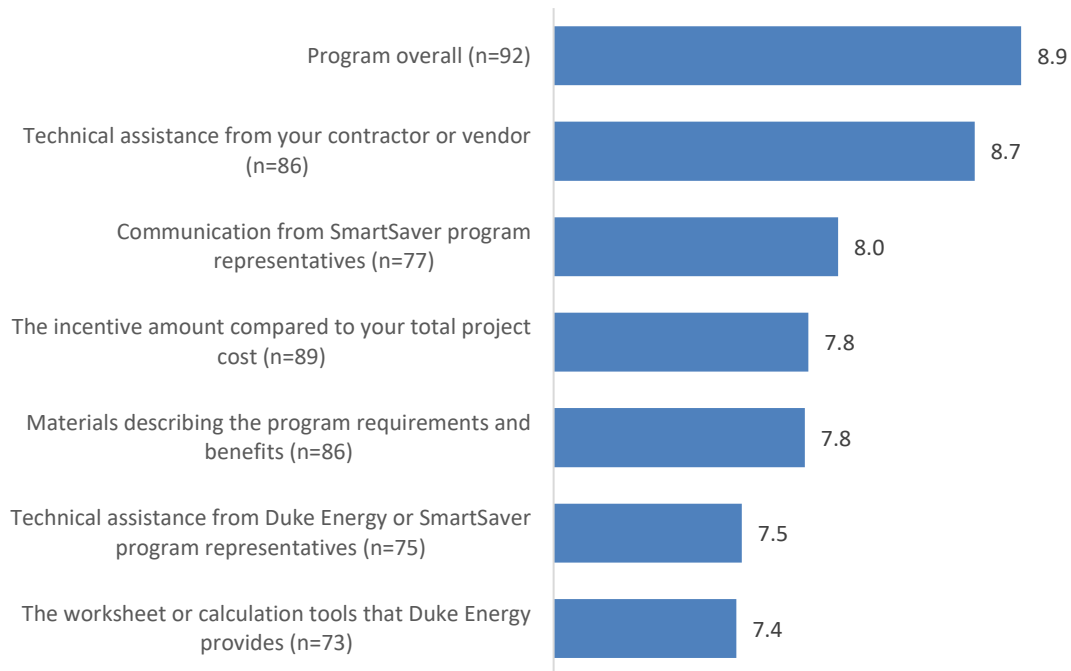 Program overall (n=92)
8.9
Technical assistance from your contractor or vendor
(n=86)
8.7
Communication from SmartSaver program
representatives (n=77)
8.0
The incentive amount compared to your total project
cost (n=89)
7.8
Materials describing the program requirements and
benefits (n=86)
7.8
Technical assistance from Duke Energy or SmartSaver
program representatives (n=75)
7.5
The worksheet or calculation tools that Duke Energy
provides (n=73)
7.4